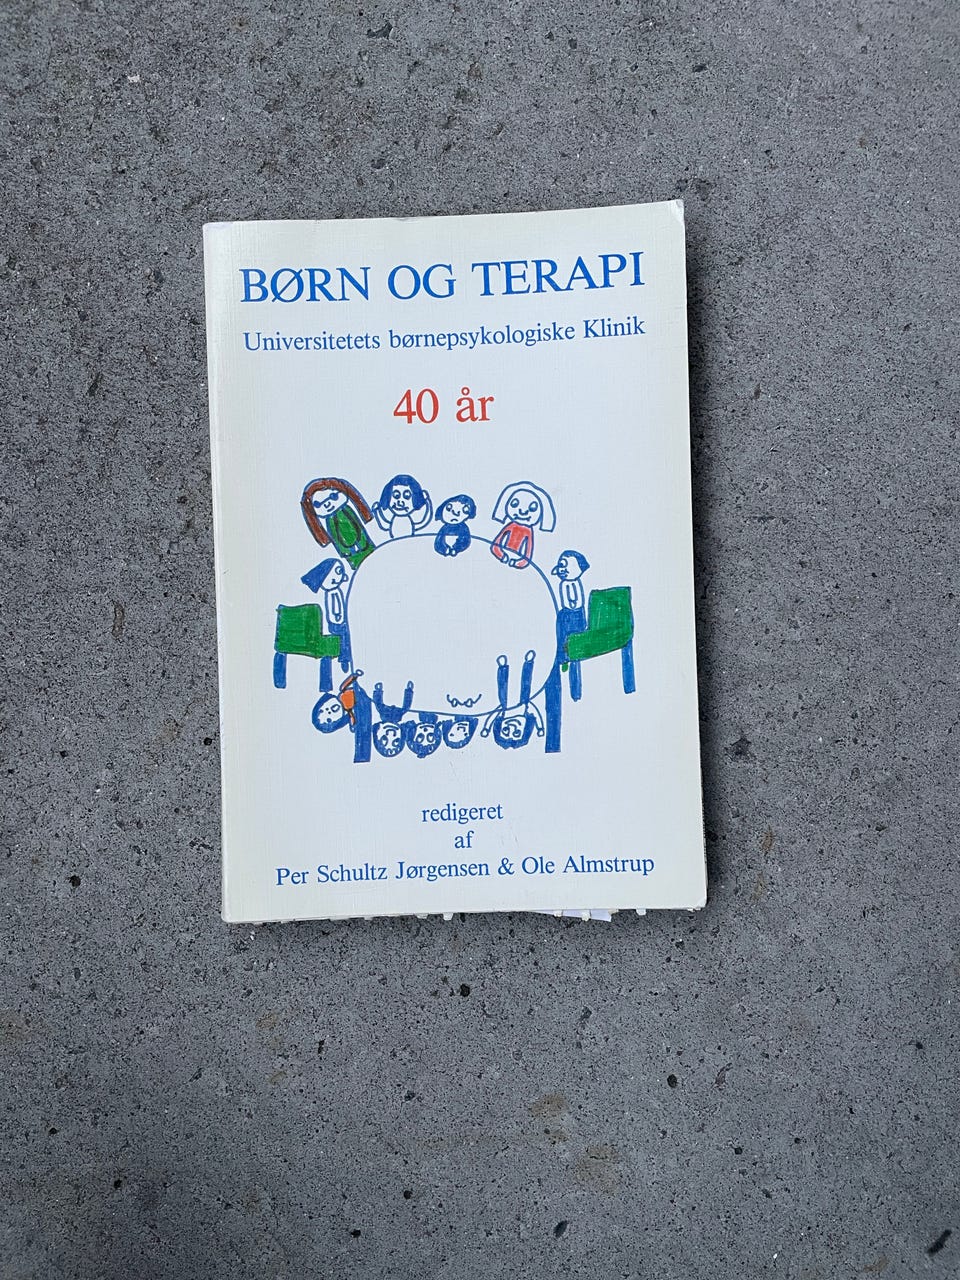 BØRN OG TERAPI
Universitetets børnepsykologiske Klinik
40 år
redigeret
af
Per Schultz Jørgensen & Ole Almstrup